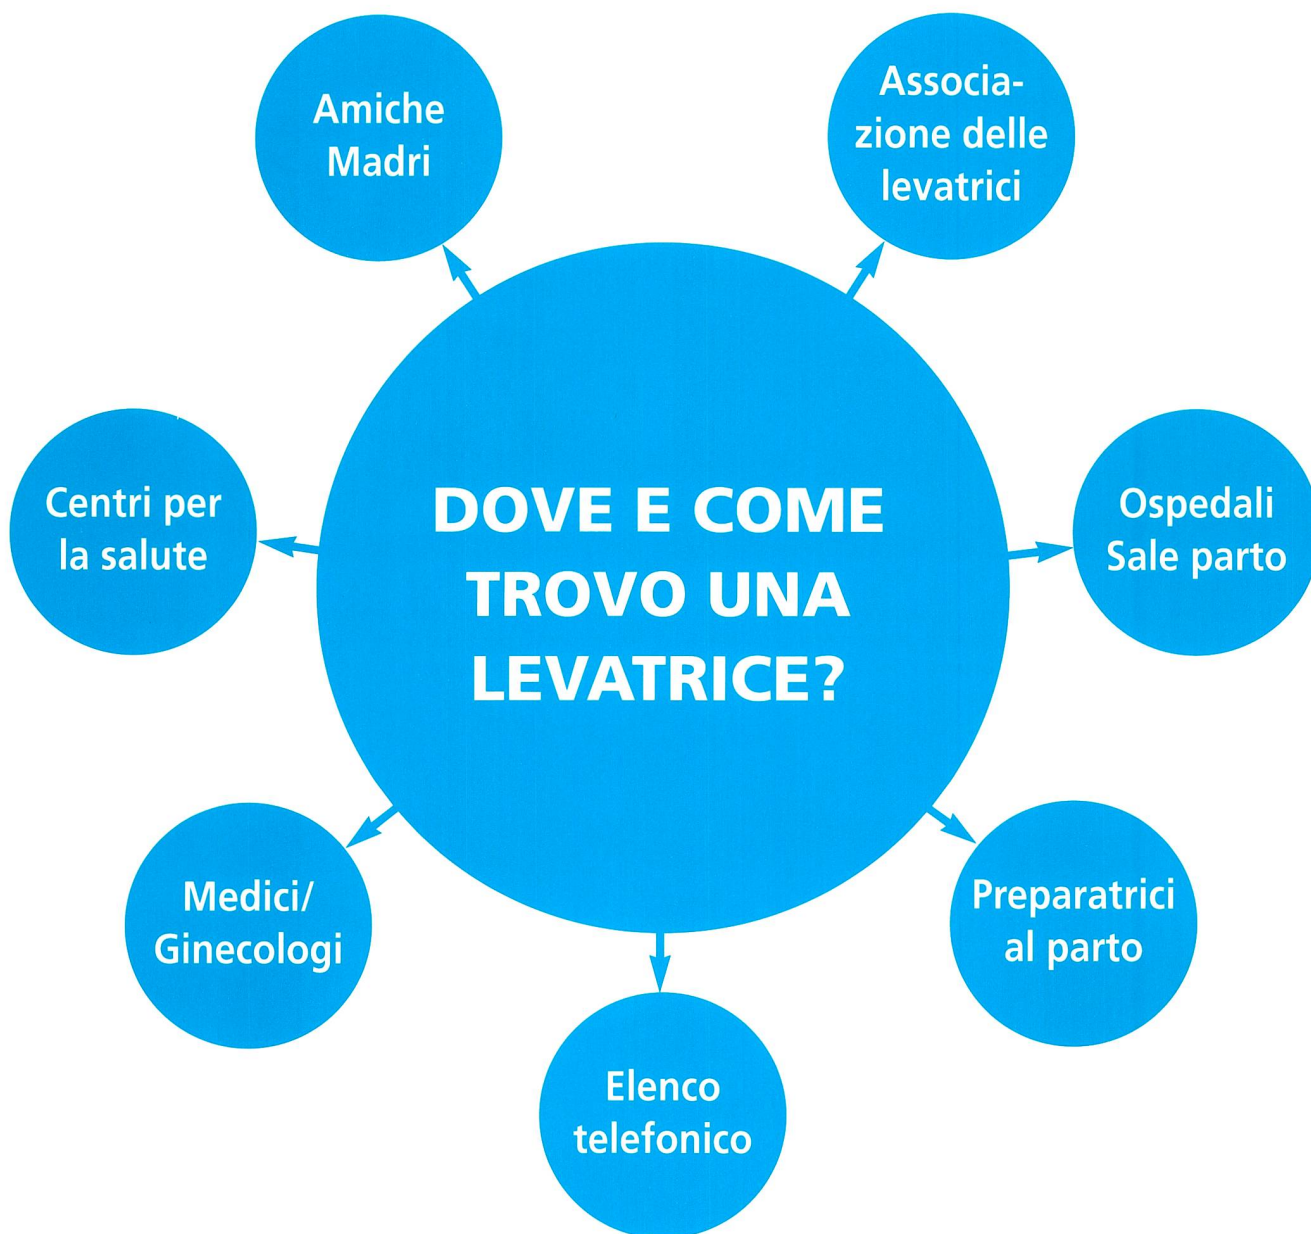 Amiche
Madri
Associa-
zione delle
levatrici
Centri per
la salute
DOVE E COME
TROVO UNA
LEVATRICE?
Ospedali
Sale parto
Medici/
Ginecologi
Preparatrici
al parto
Elenco
telefonico